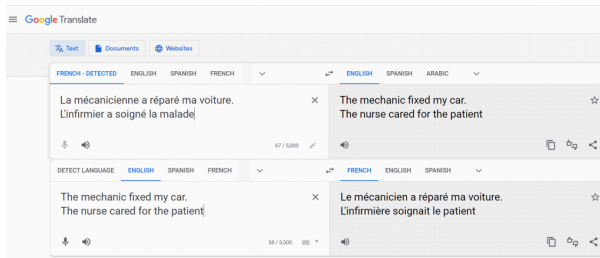 Google Translate
Text Documents Websites
FRENCH - DETECTED ENGLISH SPANISH FRENCH ENGLISH SPANISH ARABIC
La mécanicienne a réparé ma voiture.
L'infirmier a soigné la malade
The mechanic fixed my car.
The nurse cared for the patient
67 / 5,000
DETECT LANGUAGE ENGLISH SPANISH FRENCH FRENCH ENGLISH SPANISH
The mechanic fixed my car.
The nurse cared for the patient
Le mécanicien a réparé ma voiture.
L'infirmière soignait le patient
58 / 5,000